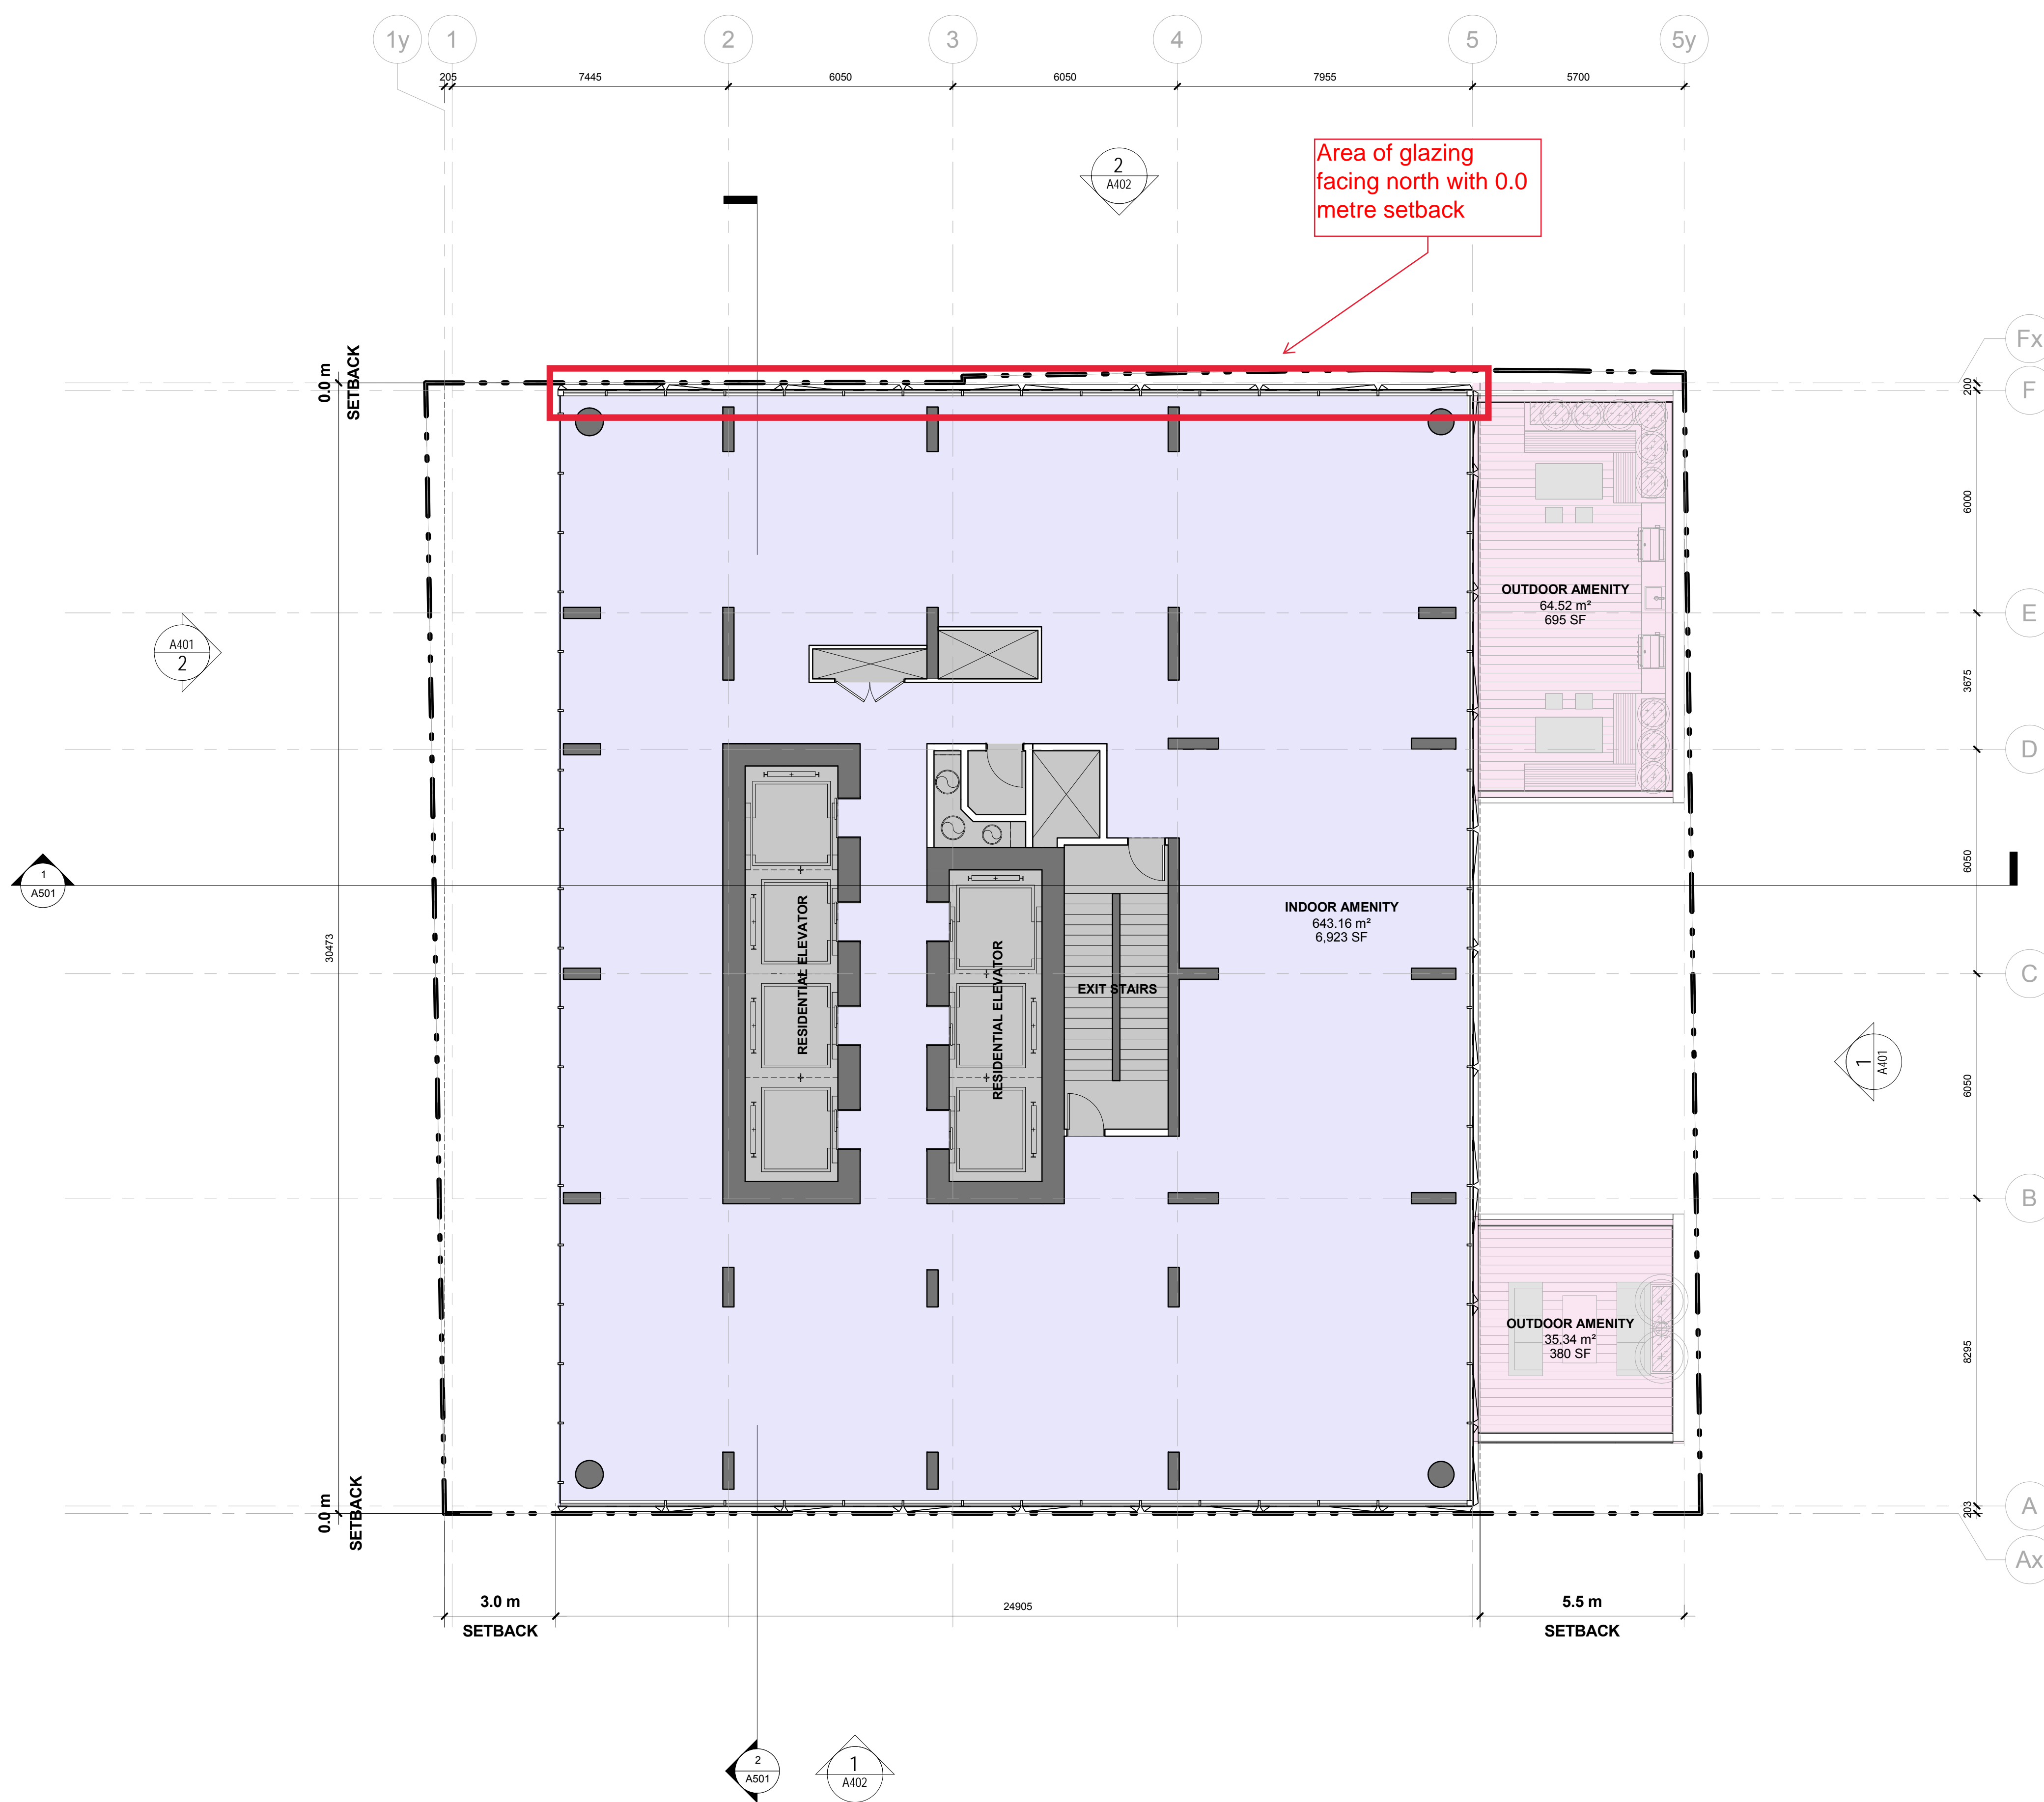 1y
1
2
3
4
5
5y
205
7445
6050
6050
7955
5700
Area of glazing
facing north with 0.0
metre setback
2
A402
0.0 m
SETBACK
Fx
200
F
6000
OUTDOOR AMENITY
64.52 m²
695 SF
E
A401
2
3675
D
6050
1
A501
RESIDENTIAL ELEVATOR
RESIDENTIAL ELEVATOR
INDOOR AMENITY
643.16 m²
6,923 SF
30473
EXIT STAIRS
C
1
A401
6050
B
OUTDOOR AMENITY
35.34 m²
380 SF
8295
0.0 m
SETBACK
A
203
Ax
3.0 m
SETBACK
24905
5.5 m
SETBACK
2
A501
1
A402